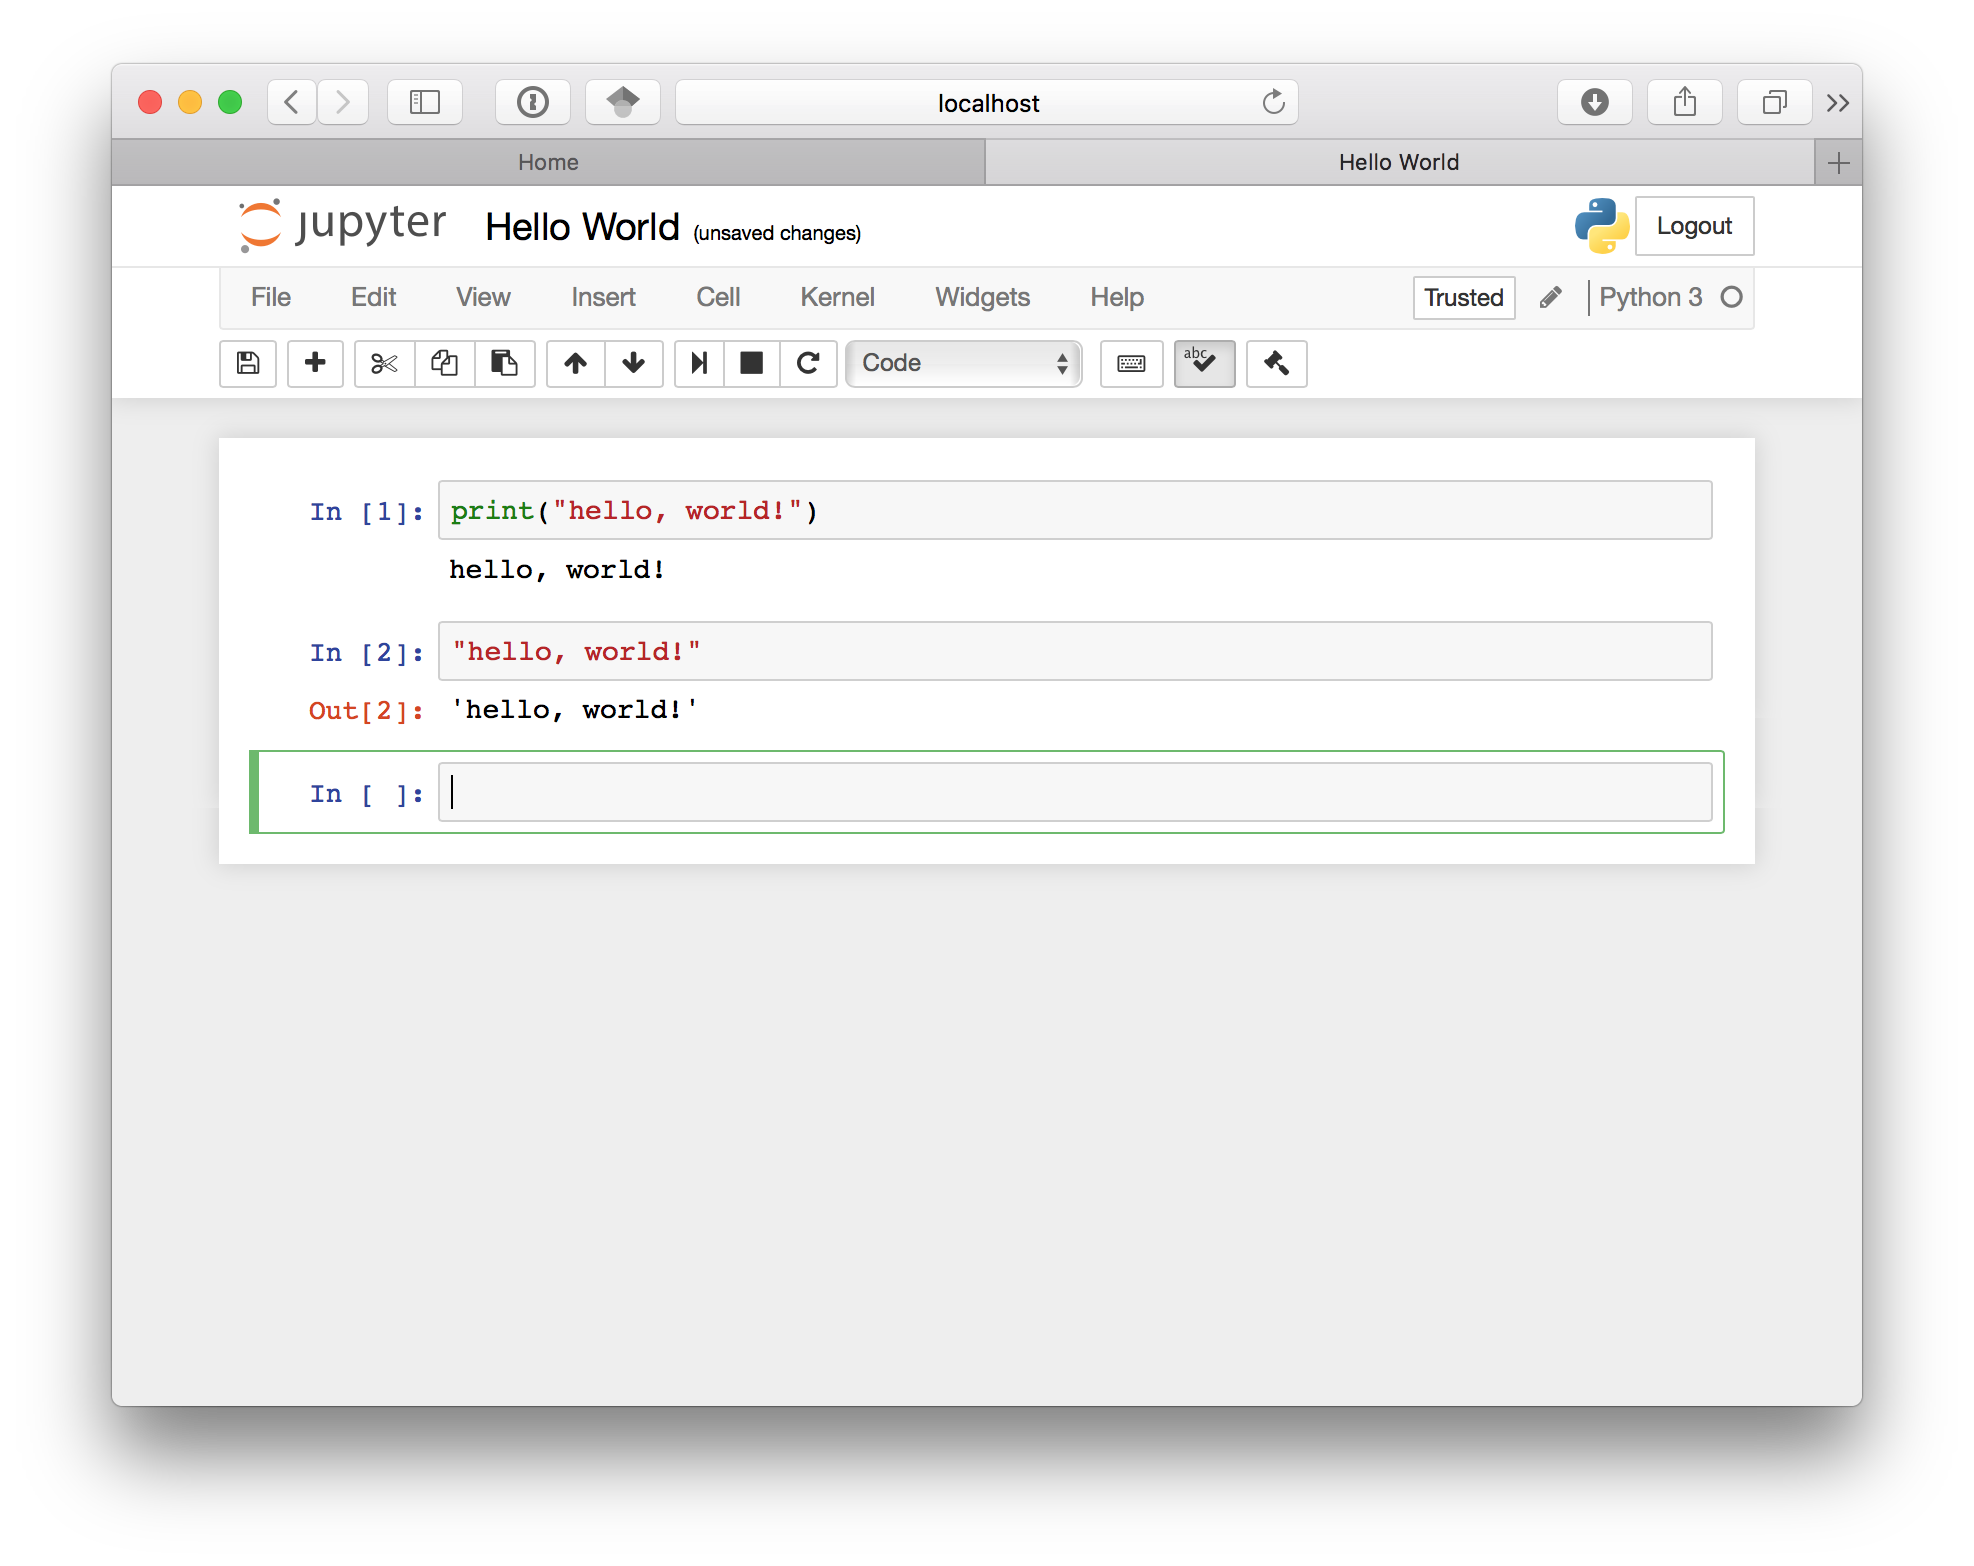 localhost
Home Hello World
jupyter Hello World (unsaved changes) Logout
File Edit View Insert Cell Kernel Widgets Help Trusted Python 3
Code abc
In [1]: print("hello, world!")
hello, world!
In [2]: "hello, world!"
Out[2]: 'hello, world!'
In [ ]: